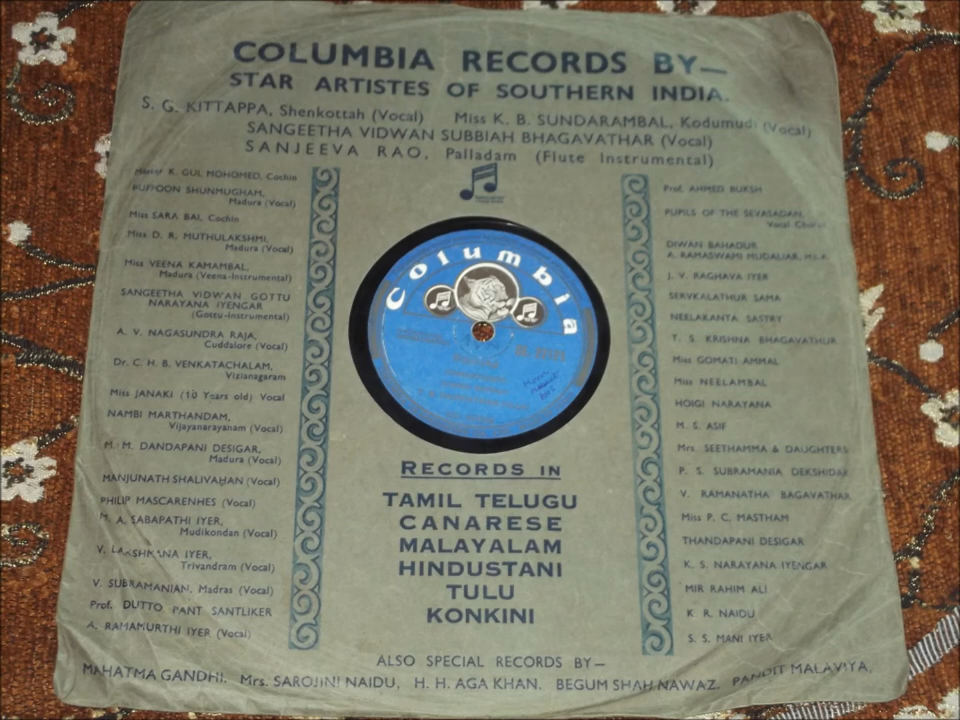 COLUMBIA RECORDS BY—
STAR ARTISTES OF SOUTHERN INDIA.
S. G. KITTAPPA, Shenkottah (Vocal) Miss K. B. SUNDARAMBAL, Kodumudi (Vocal)
SANGEETHA VIDWAN SUBBIAH BHAGAVATHAR (Vocal)
SANJEEVA RAO, Palladam (Flute Instrumental)
Master K. GUL MOHOMED, Cochin
BUFFOON SHUNMUGHAM,
Madura (Vocal)
Miss SARA BAI, Cochin
Miss D. R. MUTHULAKSHMI,
Madura (Vocal)
Miss VEENA KAMAMBAL,
Madura (Veena-Instrumental)
SANGEETHA VIDWAN GOTTU
NARAYANA IYENGAR
(Gottu-Instrumental)
A. V. NAGASUNDRA RAJA,
Cuddalore (Vocal)
Dr. C. H. B. VENKATACHALAM,
Vizianagaram
Miss JANAKI (10 Years old) Vocal
NAMBI MARTHANDAM,
Vijayanarayanam (Vocal)
M. M. DANDAPANI DESIGAR,
Madura (Vocal)
MANJUNATH SHALIVAHAN (Vocal)
PHILIP MASCARENHES (Vocal)
M. A. SABAPATHI IYER,
Mudikondan (Vocal)
V. LAKSHMANA IYER,
Trivandram (Vocal)
V. SUBRAMANIAN, Madras (Vocal)
Prof. DUTTO PANT SANTLIKER
A. RAMAMURTHI IYER (Vocal)
Columbia
RECORDS IN
TAMIL TELUGU
CANARESE
MALAYALAM
HINDUSTANI
TULU
KONKINI
Prof. AHMED BUKSH
PUPILS OF THE SEVASADAN,
Vocal Chorus
DIWAN BAHADUR
A. RAMASWAMI MUDALIAR,
J. V. RAGHAVA IYER
SERVKALATHUR SAMA
NEELAKANTA SASTRY
Y. S. KRISHNA BHAGAVATHUR
Miss GOMATI AMMAL
Miss NEELAMBAL
HOIGI NARAYANA
M. S. ASIF
Mrs. SEETHAMMA & DAUGHTERS
P. S. SUBRAMANIA DEKSHIDAR
V. RAMANATHA BAGAVATHAR
Miss P. C. MASTHAM
THANDAPANI DESIGAR
K. S. NARAYANA IYENGAR
MIR RAHIM ALI
K. R. NAIDU
S. S. MANI IYER
ALSO SPECIAL RECORDS BY—
MAHATMA GANDHI, Mrs. SAROJINI NAIDU, H. H. AGA KHAN, BEGUM SHAH NAWAZ, PANDIT MALAVIYA.